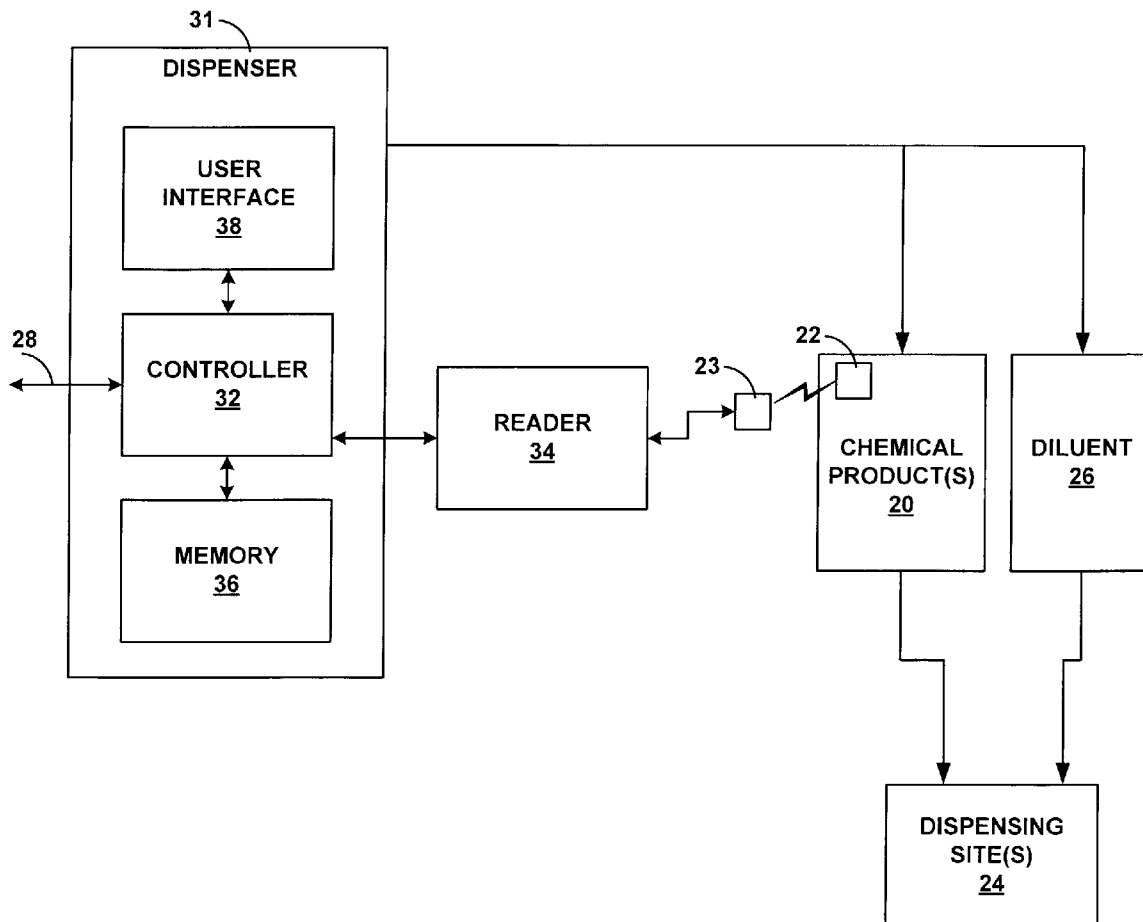 31
DISPENSER
USER
INTERFACE
38
28
CONTROLLER
32
READER
34
23
22
CHEMICAL
PRODUCT(S)
20
DILUENT
26
MEMORY
36
DISPENSING
SITE(S)
24